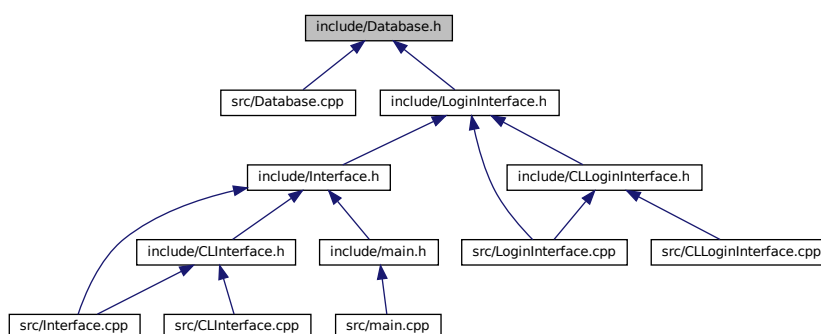 include/Database.h
src/Database.cpp
include/LoginInterface.h
include/Interface.h
include/CLLoginInterface.h
include/CLInterface.h
include/main.h
src/LoginInterface.cpp
src/CLLoginInterface.cpp
src/Interface.cpp
src/CLInterface.cpp
src/main.cpp